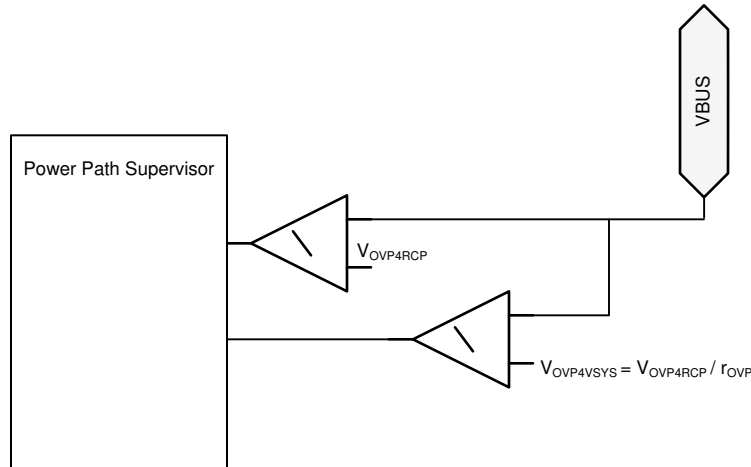 VBUS
Power Path Supervisor
VOVP4RCP
VOVP4VSYS = VOVP4RCP / rOVP